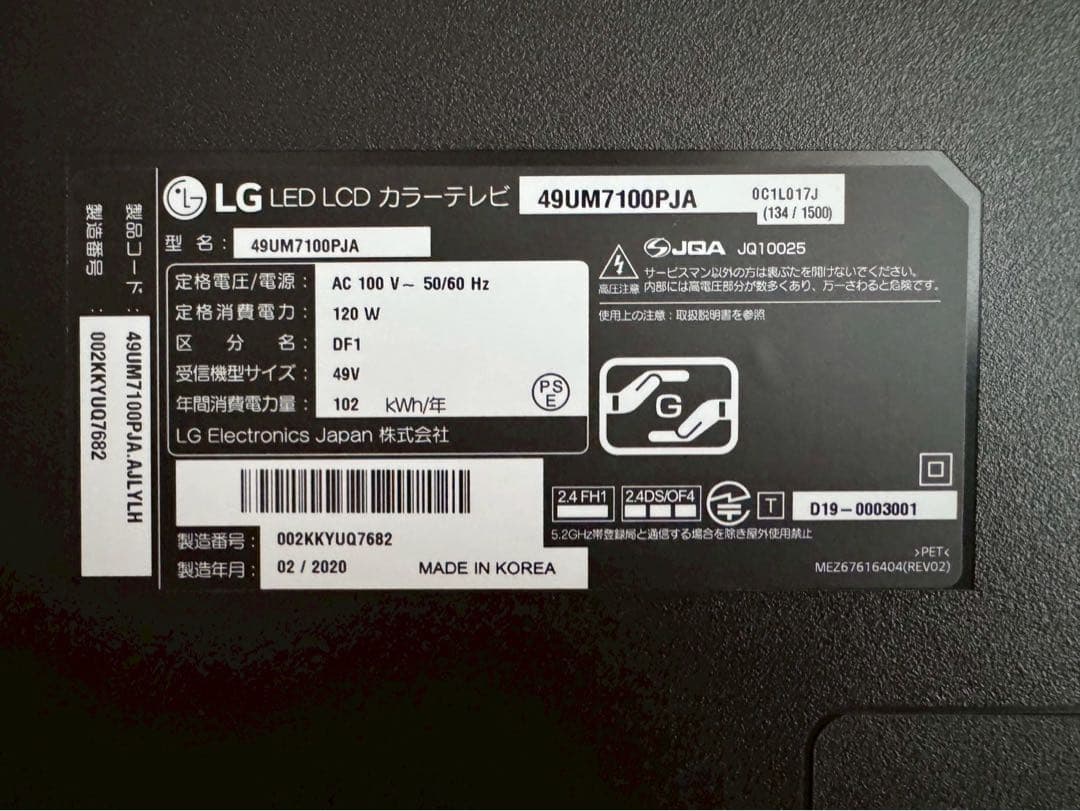 LG LED LCD カラーテレビ 49UM7100PJA 0C1L017J
(134 / 1500)
型 名 : 49UM7100PJA
定格電圧/電源 : AC 100 V~ 50/60 Hz
定格消費電力 : 120 W
区 分 名 : DF1
受信機型サイズ : 49V
年間消費電力量 : 102 kWh/年
PS
E
LG Electronics Japan 株式会社
JQA JQ10025
サービスマン以外の方は裏ぶたを開けないでください。
高圧注意 内部には高電圧部分が数多くあり、万一さわると危険です。
使用上の注意 : 取扱説明書を参照
G
製造番号 : 002KKYUQ7682
製造年月 : 02 / 2020 MADE IN KOREA
2.4 FH1 2.4DS/OF4 T D19-0003001
5.2GHz帯登録局と通信する場合を除き屋外使用禁止
>PET<
MEZ67616404(REV02)
製品コード : 49UM7100PJA.AJLYLH
製造番号 : 002KKYUQ7682